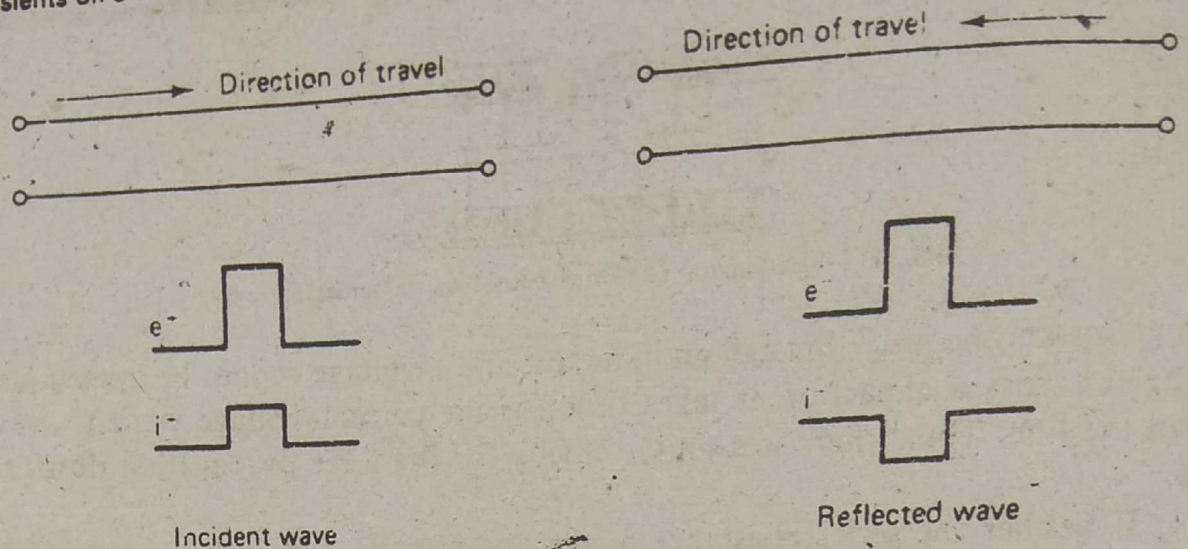 Direction of travel
Direction of travel
e
i
Incident wave
e
i
Reflected wave